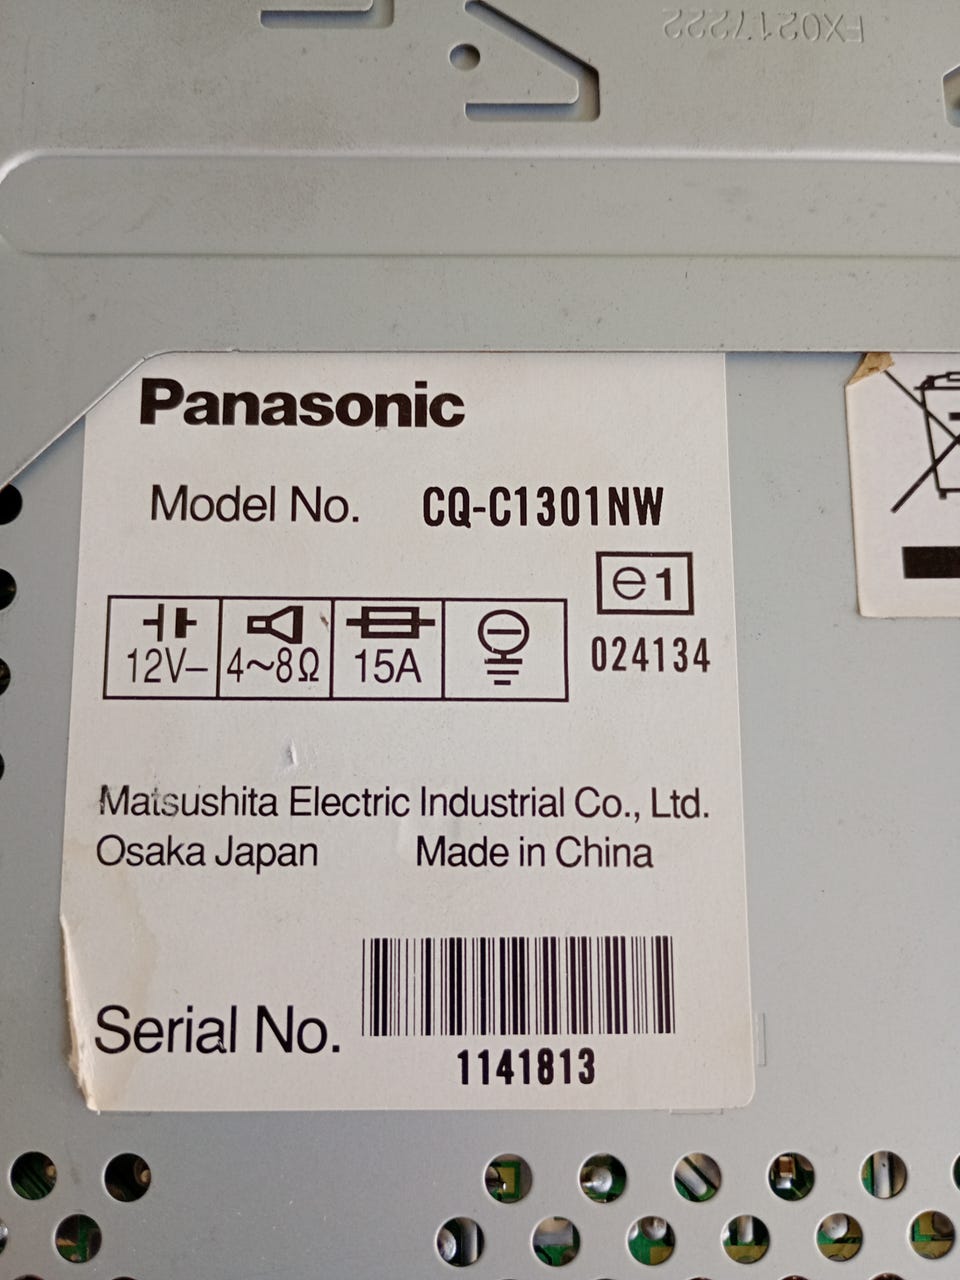 FX0217222
Panasonic
Model No. CQ-C1301NW
e1
12V– 4~8Ω 15A 024134
Matsushita Electric Industrial Co., Ltd.
Osaka Japan Made in China
Serial No.
1141813